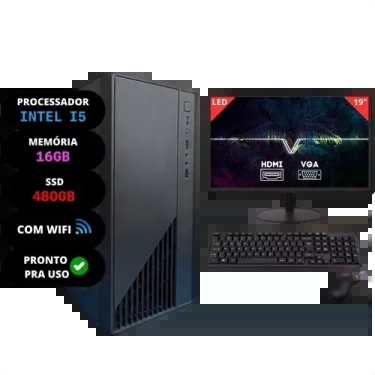 PROCESSADOR
INTEL I5
MEMÓRIA
16GB
SSD
480GB
COM WIFI
PRONTO
PRA USO
LED
19"
HDMI
VGA